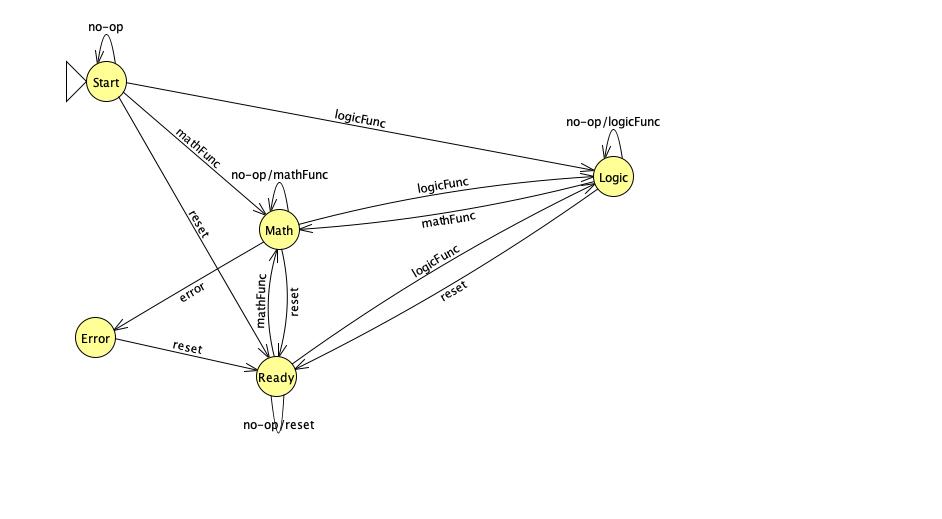 no-op
Start
logicFunc
no-op/logicFunc
mathFunc
no-op/mathFunc
Logic
logicFunc
reset
mathFunc
Math
logicFunc
error
mathFunc
reset
reset
Error
reset
Ready
no-op/reset